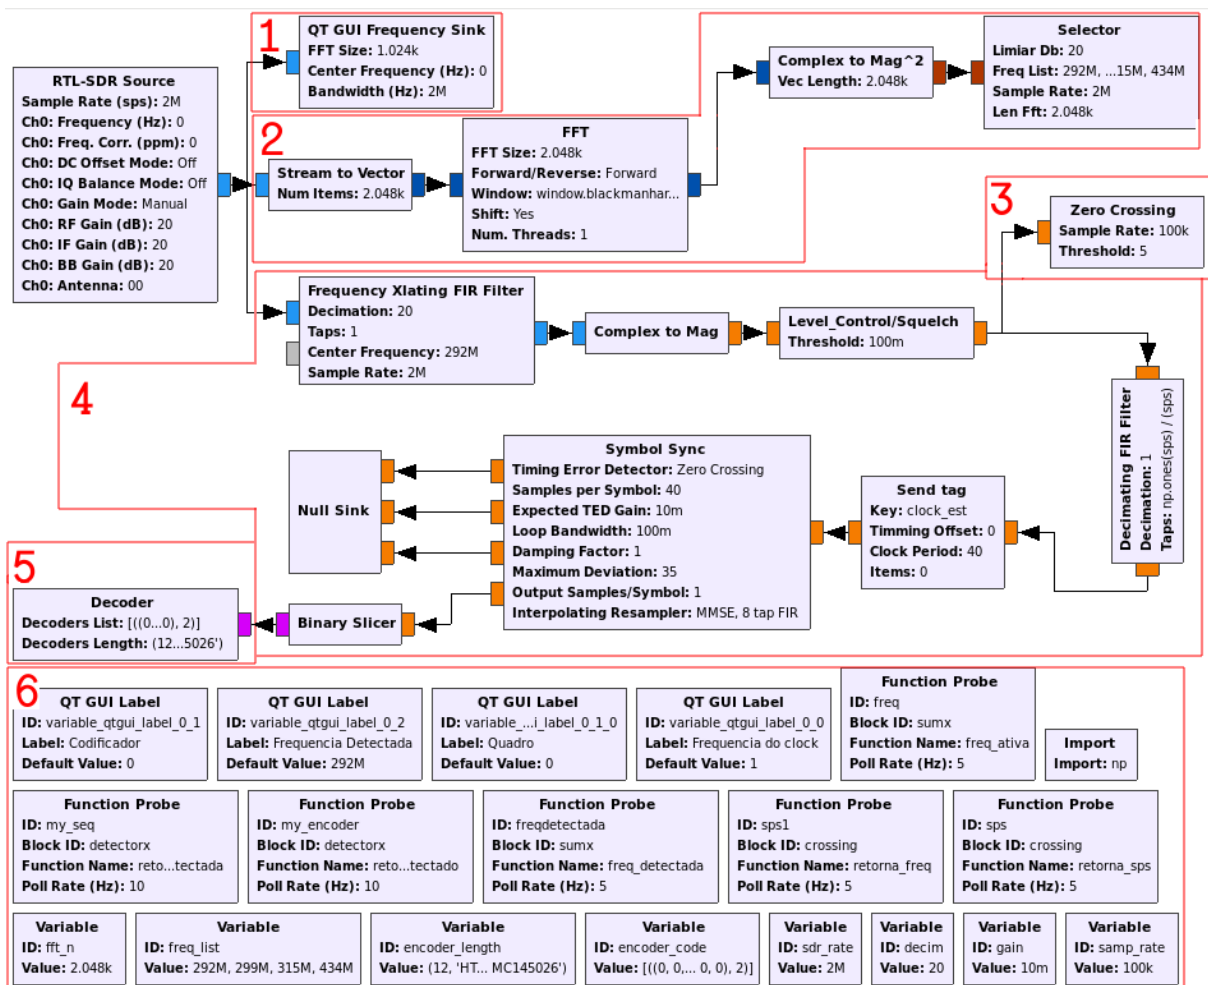 1
QT GUI Frequency Sink
FFT Size: 1.024k
Center Frequency (Hz): 0
Bandwidth (Hz): 2M
RTL-SDR Source
Sample Rate (sps): 2M
Ch0: Frequency (Hz): 0
Ch0: Freq. Corr. (ppm): 0
Ch0: DC Offset Mode: Off
Ch0: IQ Balance Mode: Off
Ch0: Gain Mode: Manual
Ch0: RF Gain (dB): 20
Ch0: IF Gain (dB): 20
Ch0: BB Gain (dB): 20
Ch0: Antenna: 00
2
Stream to Vector
Num Items: 2.048k
FFT
FFT Size: 2.048k
Forward/Reverse: Forward
Window: window.blackmanhar...
Shift: Yes
Num. Threads: 1
Complex to Mag^2
Vec Length: 2.048k
Selector
Limiar Db: 20
Freq List: 292M, ...15M, 434M
Sample Rate: 2M
Len Fft: 2.048k
3
Zero Crossing
Sample Rate: 100k
Threshold: 5
4
Frequency Xlating FIR Filter
Decimation: 20
Taps: 1
Center Frequency: 292M
Sample Rate: 2M
Complex to Mag
Level_Control/Squelch
Threshold: 100m
Decimating FIR Filter
Decimation: 1
Taps: np.ones(sps) / (sps)
Send tag
Key: clock_est
Timming Offset: 0
Clock Period: 40
Items: 0
Symbol Sync
Timing Error Detector: Zero Crossing
Samples per Symbol: 40
Expected TED Gain: 10m
Loop Bandwidth: 100m
Damping Factor: 1
Maximum Deviation: 35
Output Samples/Symbol: 1
Interpolating Resampler: MMSE, 8 tap FIR
Null Sink
Binary Slicer
5
Decoder
Decoders List: [((0...0), 2)]
Decoders Length: (12...5026')
6
QT GUI Label
ID: variable_qtgui_label_0_1
Label: Codificador
Default Value: 0
QT GUI Label
ID: variable_qtgui_label_0_2
Label: Frequencia Detectada
Default Value: 292M
QT GUI Label
ID: variable_...i_label_0_1_0
Label: Quadro
Default Value: 0
QT GUI Label
ID: variable_qtgui_label_0_0
Label: Frequencia do clock
Default Value: 1
Function Probe
ID: freq
Block ID: sumx
Function Name: freq_ativa
Poll Rate (Hz): 5
Import
Import: np
Function Probe
ID: my_seq
Block ID: detectorx
Function Name: reto...tectada
Poll Rate (Hz): 10
Function Probe
ID: my_encoder
Block ID: detectorx
Function Name: reto...tectado
Poll Rate (Hz): 10
Function Probe
ID: freqdetectada
Block ID: sumx
Function Name: freq_detectada
Poll Rate (Hz): 5
Function Probe
ID: sps1
Block ID: crossing
Function Name: retorna_freq
Poll Rate (Hz): 5
Function Probe
ID: sps
Block ID: crossing
Function Name: retorna_sps
Poll Rate (Hz): 5
Variable
ID: fft_n
Value: 2.048k
Variable
ID: freq_list
Value: 292M, 299M, 315M, 434M
Variable
ID: encoder_length
Value: (12, 'HT... MC145026')
Variable
ID: encoder_code
Value: [((0, 0,... 0, 0), 2)]
Variable
ID: sdr_rate
Value: 2M
Variable
ID: decim
Value: 20
Variable
ID: gain
Value: 10m
Variable
ID: samp_rate
Value: 100k